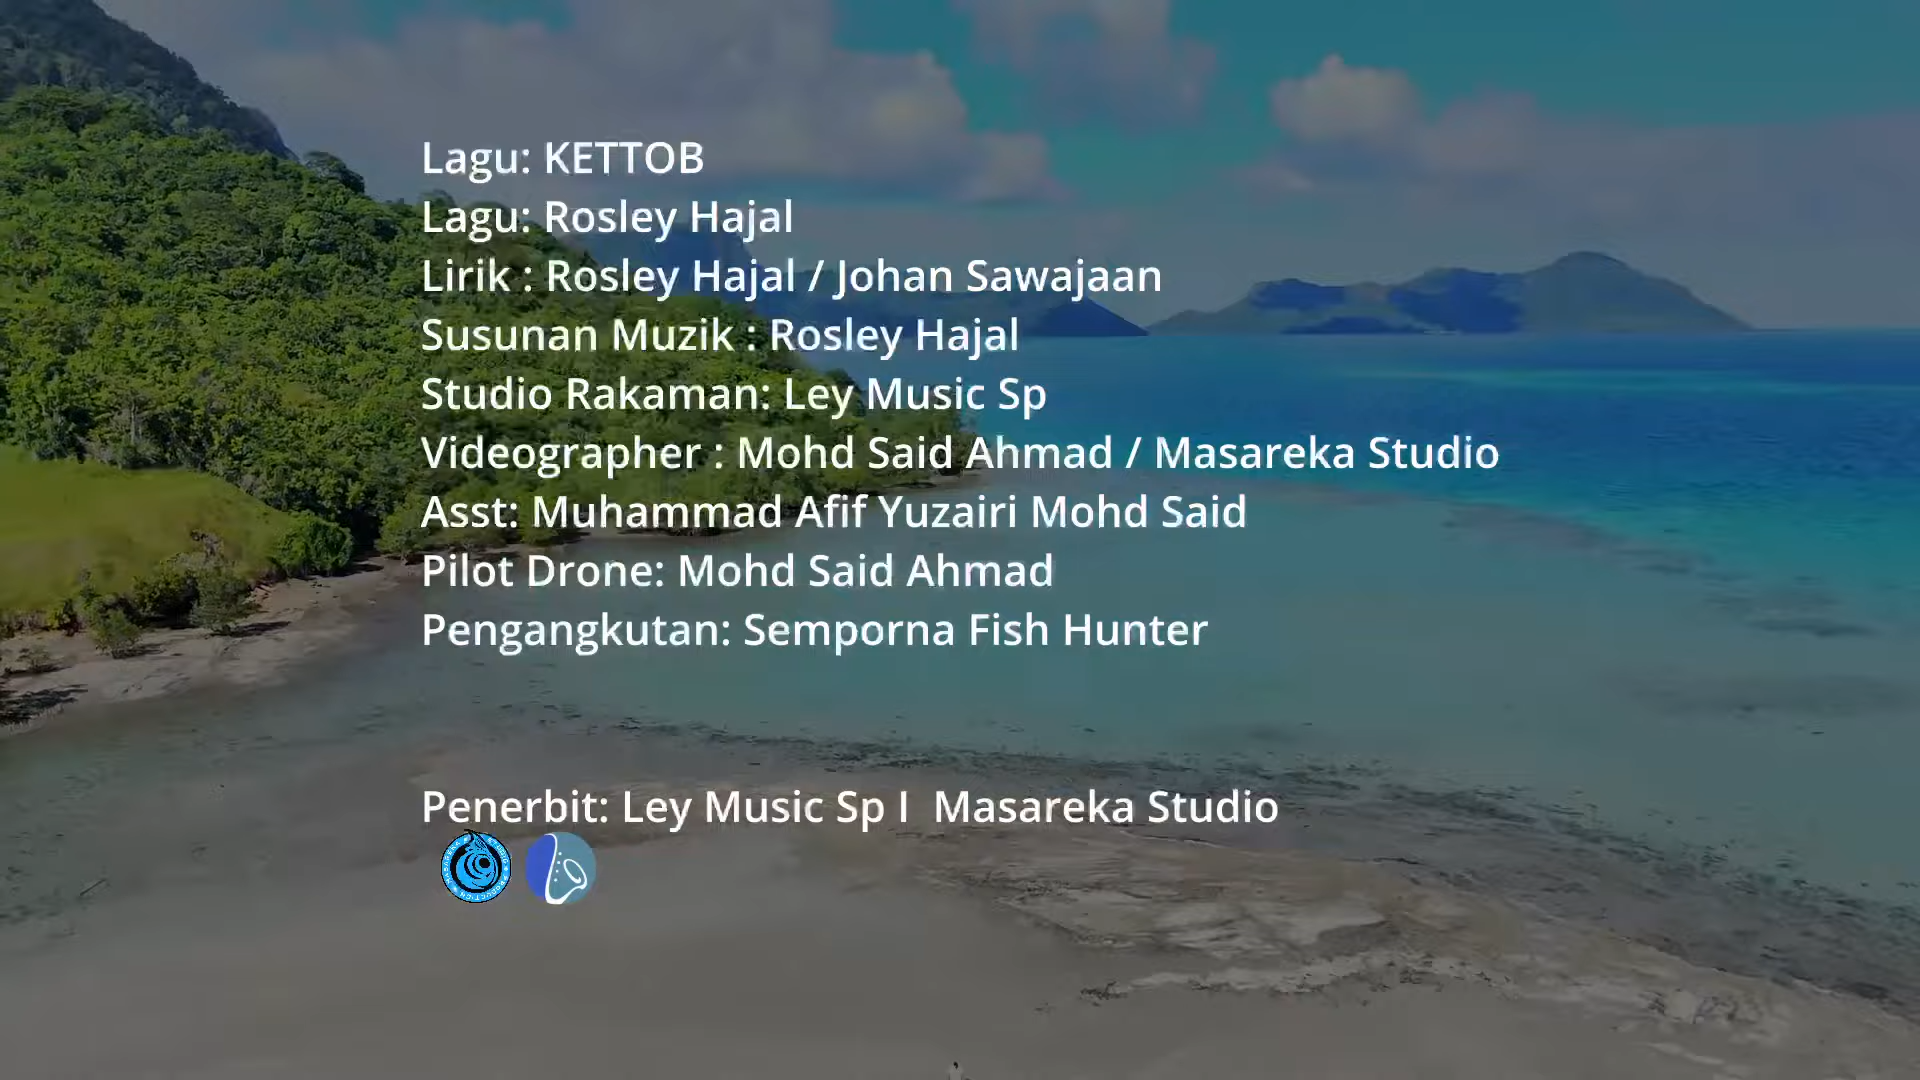 Lagu: KETTOB
Lagu: Rosley Hajal
Lirik : Rosley Hajal / Johan Sawajaan
Susunan Muzik : Rosley Hajal
Studio Rakaman: Ley Music Sp
Videographer : Mohd Said Ahmad / Masareka Studio
Asst: Muhammad Afif Yuzairi Mohd Said
Pilot Drone: Mohd Said Ahmad
Pengangkutan: Semporna Fish Hunter
Penerbit: Ley Music Sp I  Masareka Studio